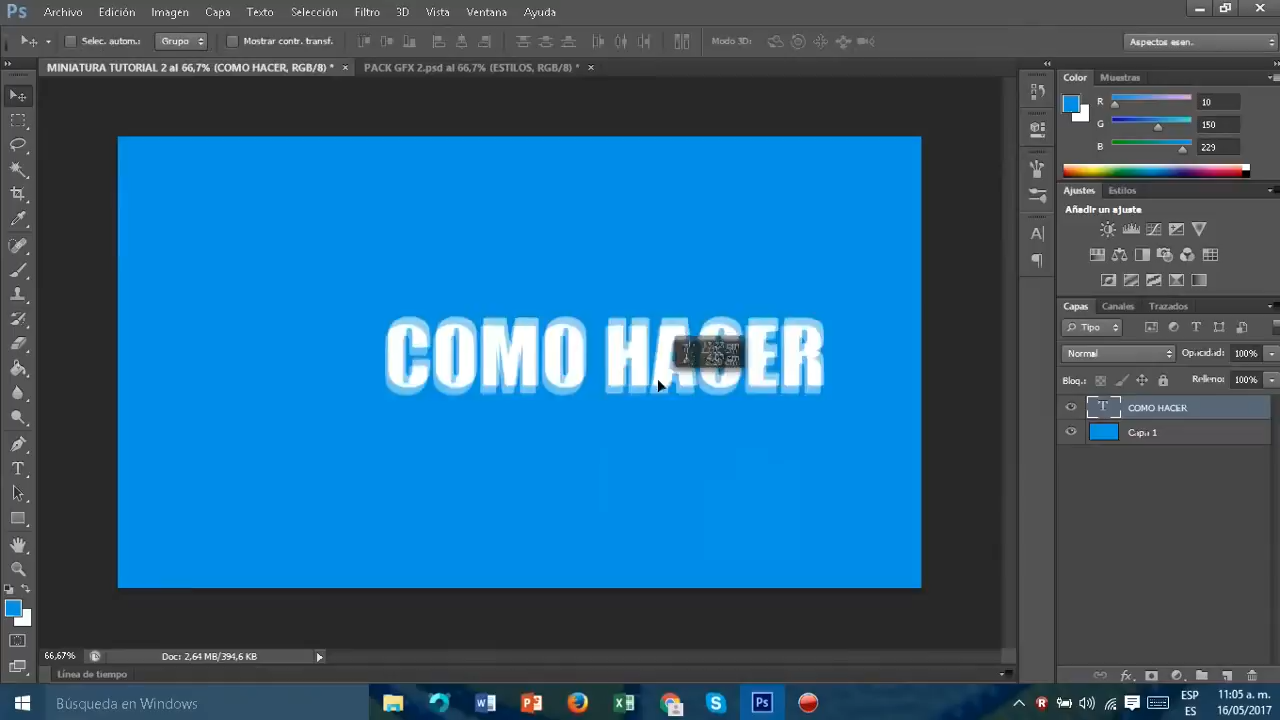 Ps Archivo Edición Imagen Capa Texto Selección Filtro 3D Vista Ventana Ayuda
Selec. autom.: Grupo Mostrar contr. transf. Modo 3D: Aspectos esen.
MINIATURA TUTORIAL 2 al 66,7% (COMO HACER, RGB/8) * × PACK GFX 2.psd al 66,7% (ESTILOS, RGB/8) * ×
Color Muestras
R 10
G 150
B 229
Ajustes Estilos
Añadir un ajuste
Capas Canales Trazados
Tipo
Normal Opacidad: 100%
Bloq.: Relleno: 100%
T COMO HACER
Capa 1
COMO HACER
66,67% Doc: 2,64 MB/394,6 KB
Línea de tiempo
Búsqueda en Windows
ESP 11:05 a. m.
ES 16/05/2017